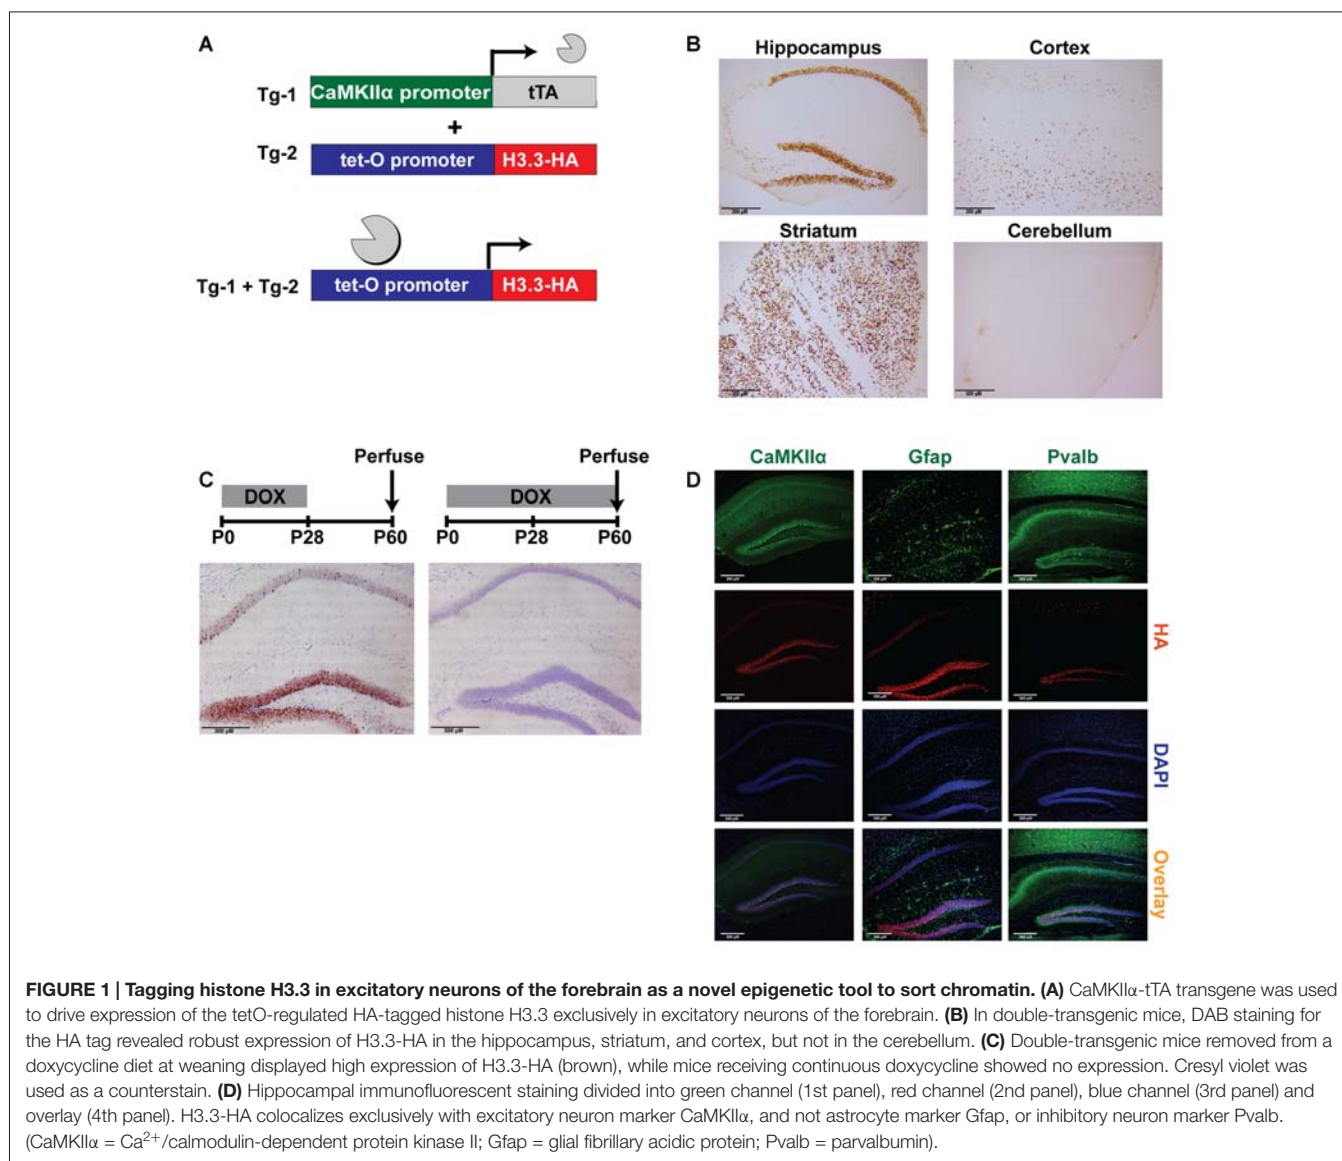 A
Tg-1
CaMKIIα promoter
tTA
+
Tg-2
tet-O promoter
H3.3-HA
Tg-1 + Tg-2
tet-O promoter
H3.3-HA
B
Hippocampus
Cortex
Striatum
Cerebellum
C
Perfuse
DOX
P0
P28
P60
Perfuse
DOX
P0
P28
P60
D
CaMKIIα
Gfap
Pvalb
HA
DAPI
Overlay
FIGURE 1 | Tagging histone H3.3 in excitatory neurons of the forebrain as a novel epigenetic tool to sort chromatin. (A) CaMKIIα-tTA transgene was used
to drive expression of the tetO-regulated HA-tagged histone H3.3 exclusively in excitatory neurons of the forebrain. (B) In double-transgenic mice, DAB staining for
the HA tag revealed robust expression of H3.3-HA in the hippocampus, striatum, and cortex, but not in the cerebellum. (C) Double-transgenic mice removed from a
doxycycline diet at weaning displayed high expression of H3.3-HA (brown), while mice receiving continuous doxycycline showed no expression. Cresyl violet was
used as a counterstain. (D) Hippocampal immunofluorescent staining divided into green channel (1st panel), red channel (2nd panel), blue channel (3rd panel) and
overlay (4th panel). H3.3-HA colocalizes exclusively with excitatory neuron marker CaMKIIα, and not astrocyte marker Gfap, or inhibitory neuron marker Pvalb.
(CaMKIIα = Ca²⁺/calmodulin-dependent protein kinase II; Gfap = glial fibrillary acidic protein; Pvalb = parvalbumin).